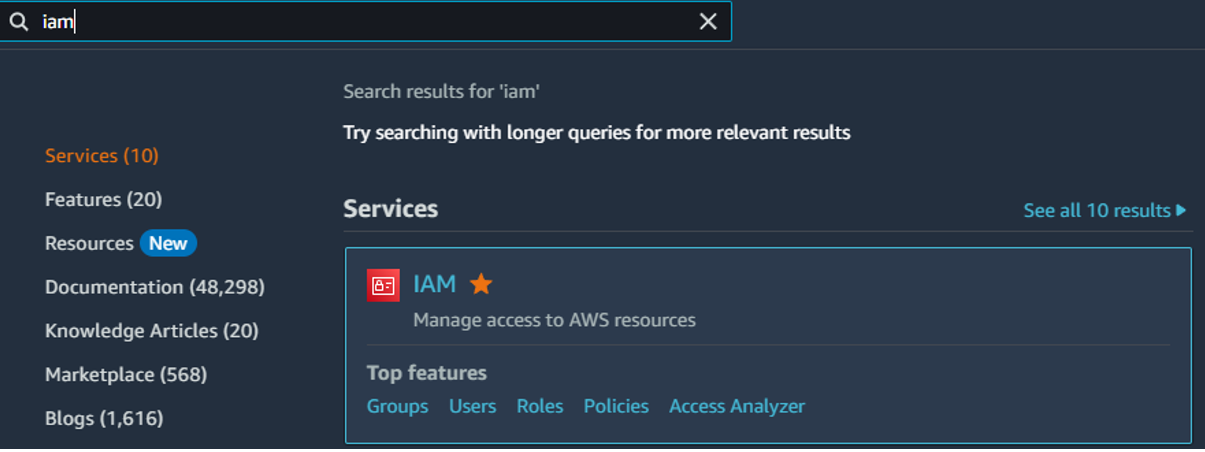 iam
Search results for 'iam'
Try searching with longer queries for more relevant results
Services (10)
Features (20)
Resources New
Documentation (48,298)
Knowledge Articles (20)
Marketplace (568)
Blogs (1,616)
Services
See all 10 results
IAM
Manage access to AWS resources
Top features
Groups Users Roles Policies Access Analyzer